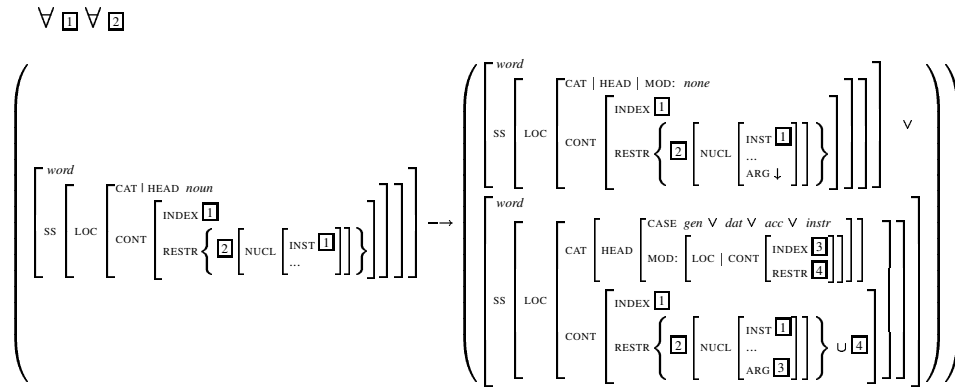 ∀ 1 ∀ 2
word
SS LOC CAT | HEAD noun
CONT INDEX 1
RESTR { 2 NUCL INST 1 ... }
→
word
SS LOC CAT | HEAD | MOD: none
CONT INDEX 1
RESTR { 2 NUCL INST 1 ... ARG ↓ }
∨
word
SS LOC CAT HEAD CASE gen ∨ dat ∨ acc ∨ instr
MOD: LOC | CONT INDEX 3
RESTR 4
CONT INDEX 1
RESTR { 2 NUCL INST 1 ... ARG 3 } ∪ 4